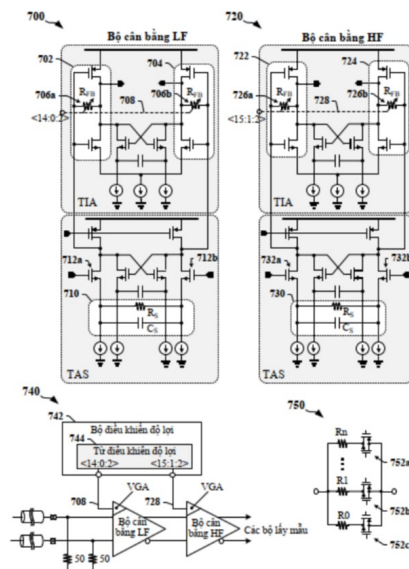 700
Bộ cân bằng LF
702
704
706a
RFB
708
706b
RFB
<14:0:2>
TIA
712a
712b
710
RS
CS
TAS
720
Bộ cân bằng HF
722
724
726a
RFB
728
726b
RFB
<15:1:2>
TIA
732a
732b
730
RS
CS
TAS
740
742
Bộ điều khiển độ lợi
744
Từ điều khiển độ lợi
<14:0:2>
<15:1:2>
708
VGA
728
VGA
Bộ cân bằng LF
Bộ cân bằng HF
Các bộ lấy mẫu
50
50
750
Rn
752a
R1
752b
R0
752c